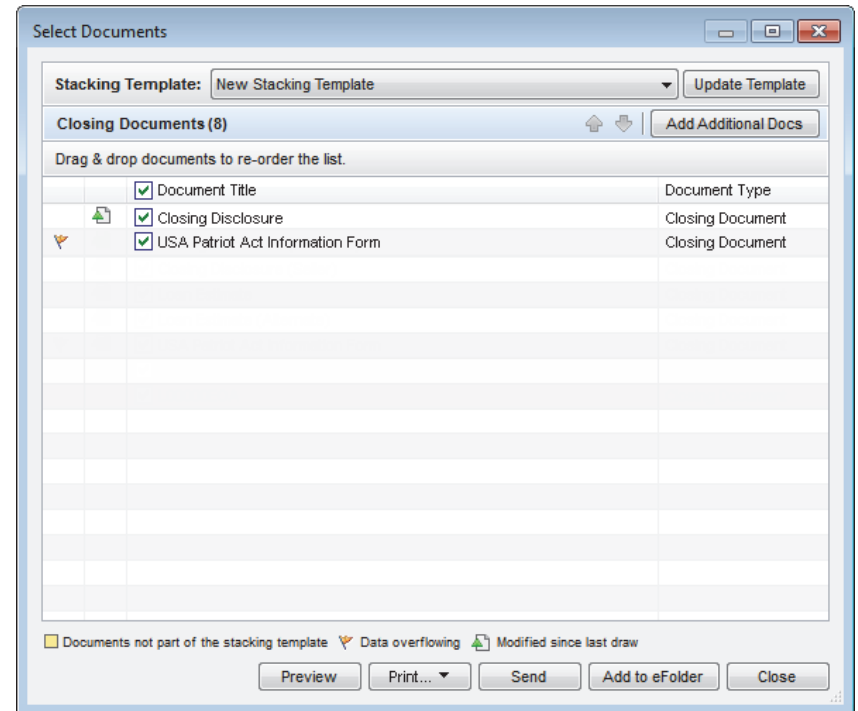 Select Documents
Stacking Template: New Stacking Template Update Template
Closing Documents (8) Add Additional Docs
Drag & drop documents to re-order the list.
Document Title Document Type
Closing Disclosure Closing Document
USA Patriot Act Information Form Closing Document
Documents not part of the stacking template Data overflowing Modified since last draw
Preview Print... Send Add to eFolder Close